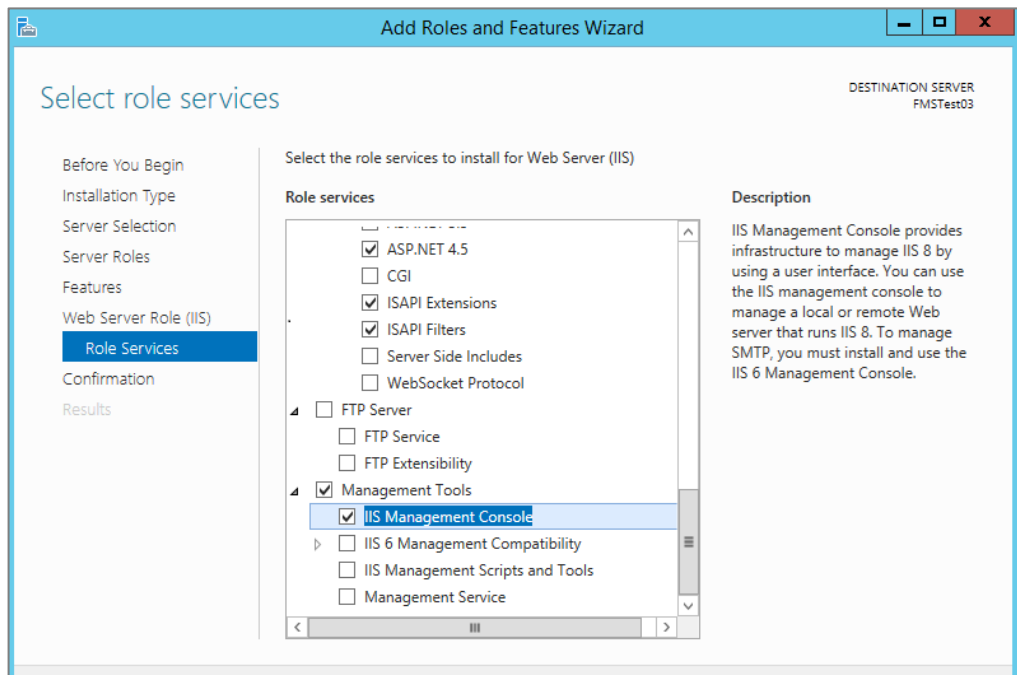 Add Roles and Features Wizard
Select role services
DESTINATION SERVER
FMSTest03
Before You Begin
Installation Type
Server Selection
Server Roles
Features
Web Server Role (IIS)
Role Services
Confirmation
Results
Select the role services to install for Web Server (IIS)
Role services
ASP.NET 4.5
CGI
ISAPI Extensions
ISAPI Filters
Server Side Includes
WebSocket Protocol
FTP Server
FTP Service
FTP Extensibility
Management Tools
IIS Management Console
IIS 6 Management Compatibility
IIS Management Scripts and Tools
Management Service
Description
IIS Management Console provides
infrastructure to manage IIS 8 by
using a user interface. You can use
the IIS management console to
manage a local or remote Web
server that runs IIS 8. To manage
SMTP, you must install and use the
IIS 6 Management Console.